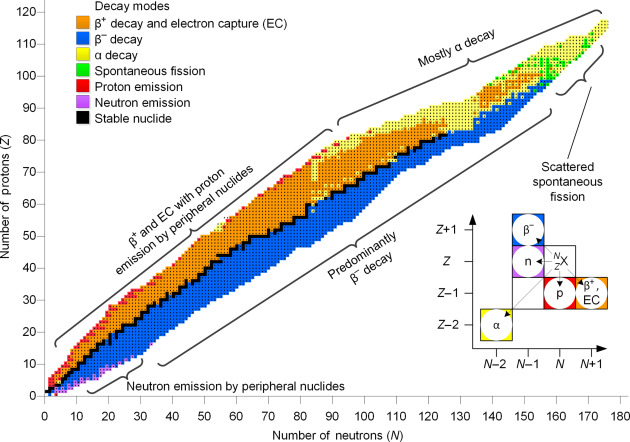 Decay modes
β⁺ decay and electron capture (EC)
β⁻ decay
α decay
Spontaneous fission
Proton emission
Neutron emission
Stable nuclide
Mostly α decay
β⁺ and EC with proton
emission by peripheral nuclides
Predominantly
β⁻ decay
Scattered
spontaneous
fission
Neutron emission by peripheral nuclides
Number of protons (Z)
120
110
100
90
80
70
60
50
40
30
20
10
0
0 10 20 30 40 50 60 70 80 90 100 110 120 130 140 150 160 170 180
Number of neutrons (N)
Z+1
Z
Z−1
Z−2
β⁻
n
N
Z X
p
β⁺,
EC
α
N−2 N−1 N N+1